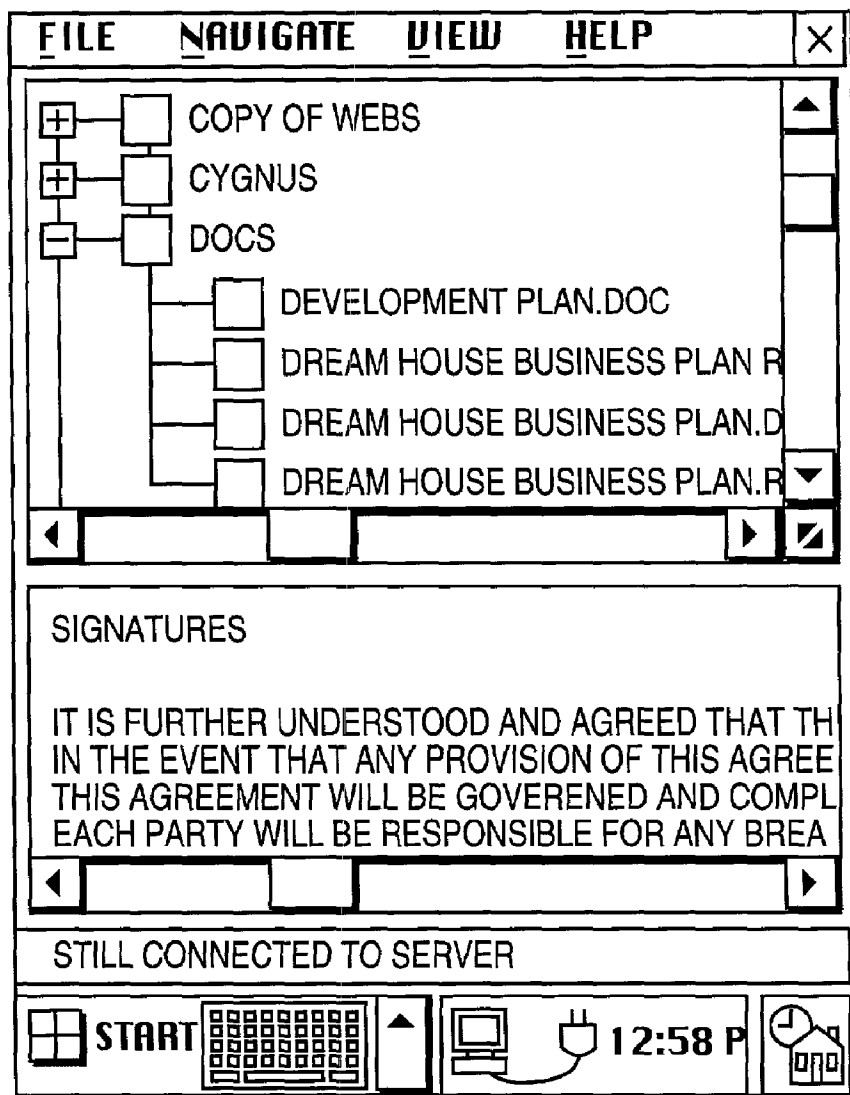 FILE NAVIGATE VIEW HELP
COPY OF WEBS
CYGNUS
DOCS
DEVELOPMENT PLAN.DOC
DREAM HOUSE BUSINESS PLAN R
DREAM HOUSE BUSINESS PLAN.D
DREAM HOUSE BUSINESS PLAN.R
SIGNATURES
IT IS FURTHER UNDERSTOOD AND AGREED THAT TH
IN THE EVENT THAT ANY PROVISION OF THIS AGREE
THIS AGREEMENT WILL BE GOVERENED AND COMPL
EACH PARTY WILL BE RESPONSIBLE FOR ANY BREA
STILL CONNECTED TO SERVER
START 12:58 P